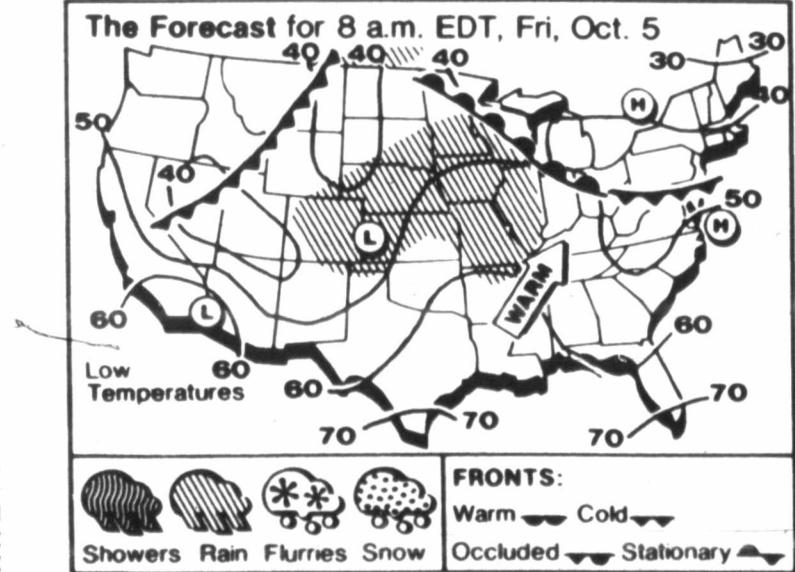 The Forecast for 8 a.m. EDT, Fri, Oct. 5
40 40 40 30 30
50 H 40
40
50
L H
WARM
60 L 60
60 60
Low
Temperatures
70 70 70 70
Showers Rain Flurries Snow
FRONTS:
Warm Cold
Occluded Stationary